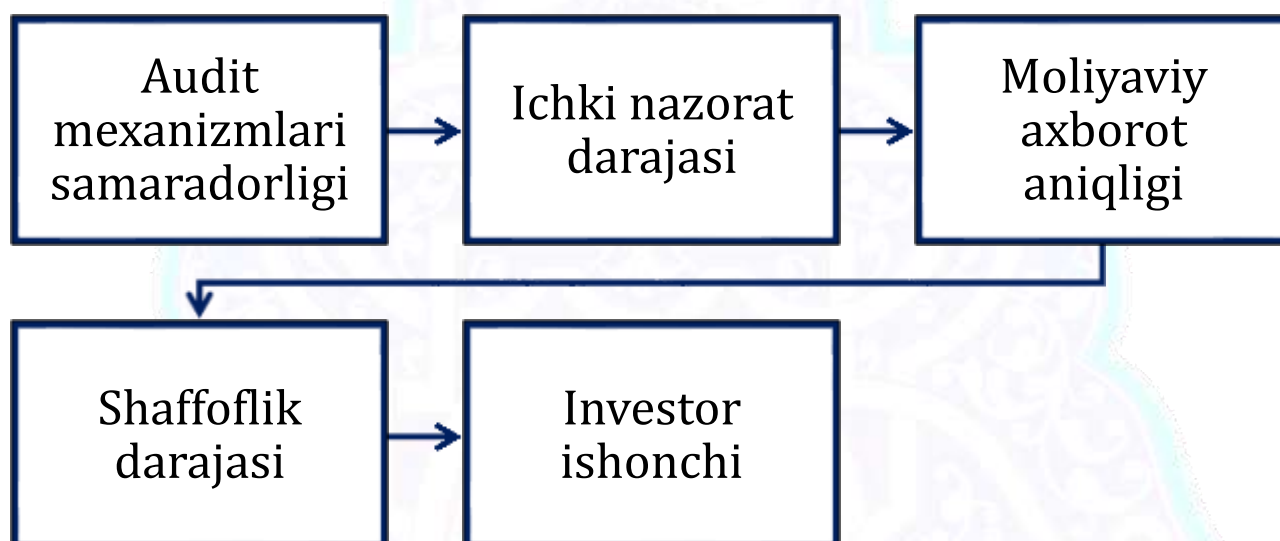 Audit
mexanizmlari
samaradorligi
Ichki nazorat
darajasi
Moliyaviy
axborot
aniqligi
Shaffoflik
darajasi
Investor
ishonchi